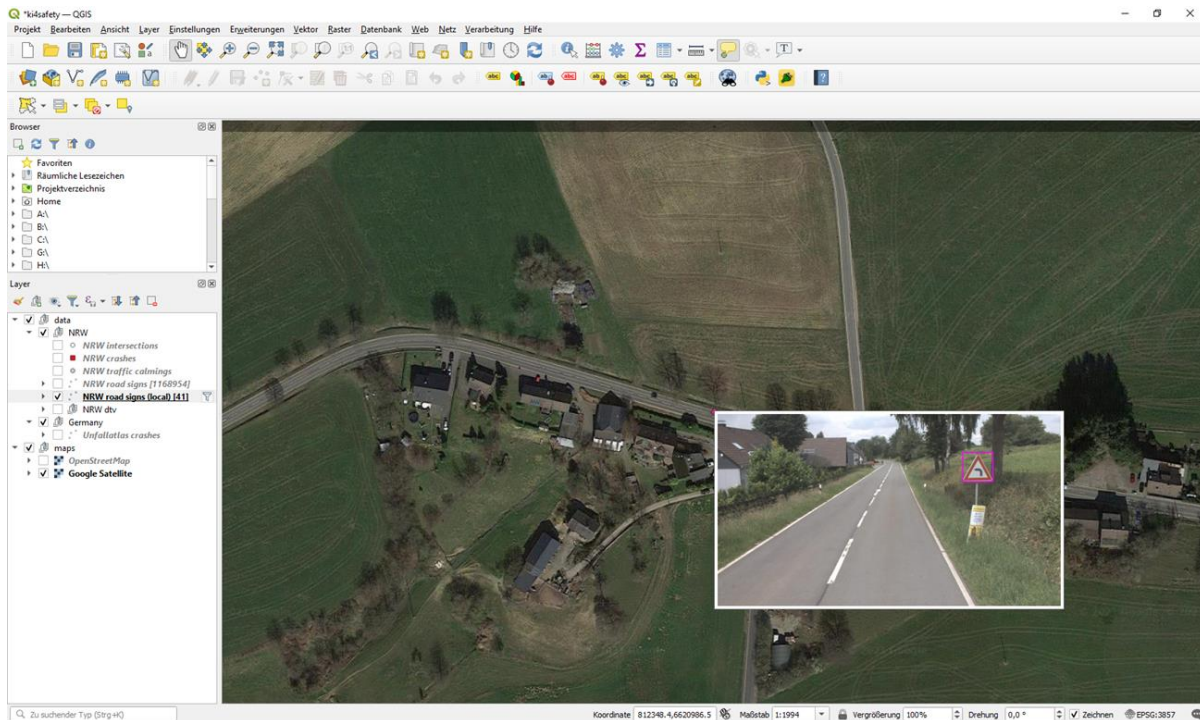 *ki4safety — QGIS
Projekt Bearbeiten Ansicht Layer Einstellungen Erweiterungen Vektor Raster Datenbank Web Netz Verarbeitung Hilfe
Browser
Favoriten
Räumliche Lesezeichen
Projektverzeichnis
Home
A:\
B:\
C:\
G:\
H:\
Layer
data
NRW
NRW intersections
NRW crashes
NRW traffic calmings
NRW road signs [1168954]
NRW road signs (local) [41]
NRW dtv
Germany
Unfallatlas crashes
maps
OpenStreetMap
Google Satellite
Zu suchender Typ (Strg+K)
Koordinate 812348.4,6620986.5 Maßstab 1:1994 Vergrößerung 100% Drehung 0,0 ° Zeichnen EPSG:3857